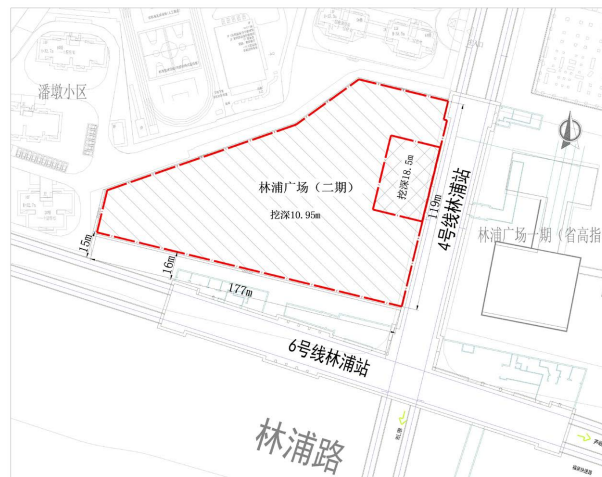 潘墩小区
林浦广场（二期）
挖深10.95m
挖深18.5m
119m
4号线林浦站
林浦广场一期（省高指
15m
16m
177m
6号线林浦站
林浦路